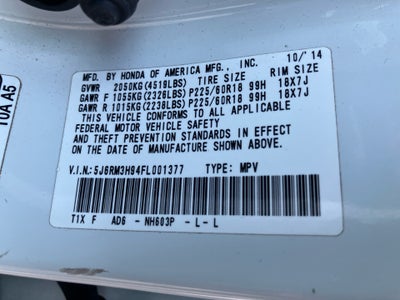 MFD. BY HONDA OF AMERICA MFG., INC. 10/'14
GVWR 2050KG(4519LBS) TIRE SIZE RIM SIZE
GAWR F 1055KG(2326LBS) P225/60R18 99H 18X7J
GAWR R 1015KG(2238LBS) P225/60R18 99H 18X7J
THIS VEHICLE CONFORMS TO ALL APPLICABLE
FEDERAL MOTOR VEHICLE SAFETY, BUMPER,
AND THEFT PREVENTION STANDARDS IN EFFECT
ON THE DATE OF MANUFACTURE SHOWN ABOVE.
V.I.N.:5J6RM3H94FL001377 TYPE: MPV
T1X F AD6 - NH603P - L - L
10A A5